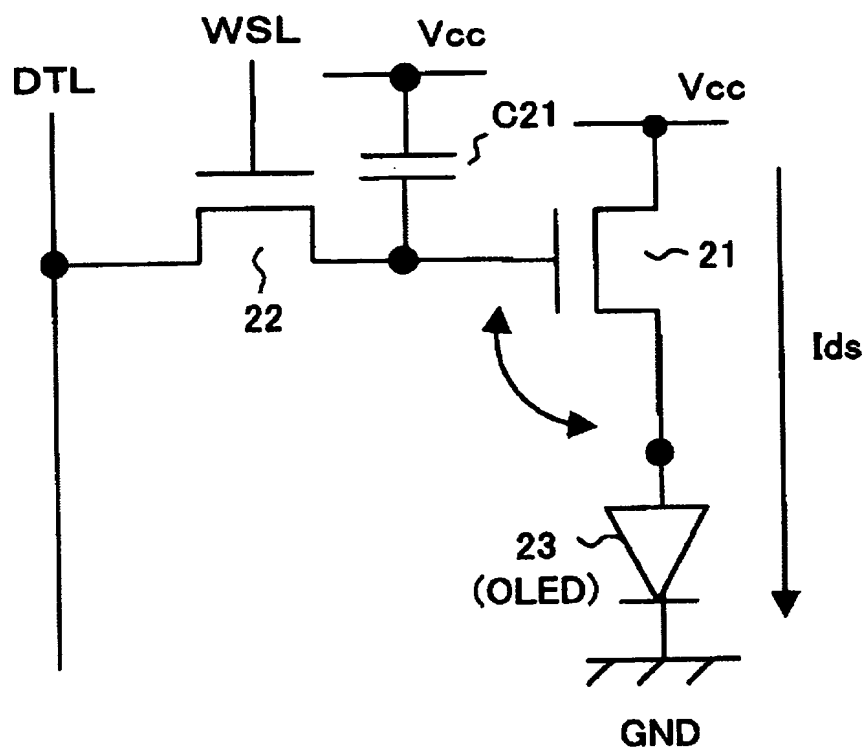 WSL
Vcc
DTL
Vcc
C21
21
22
Ids
23
(OLED)
GND